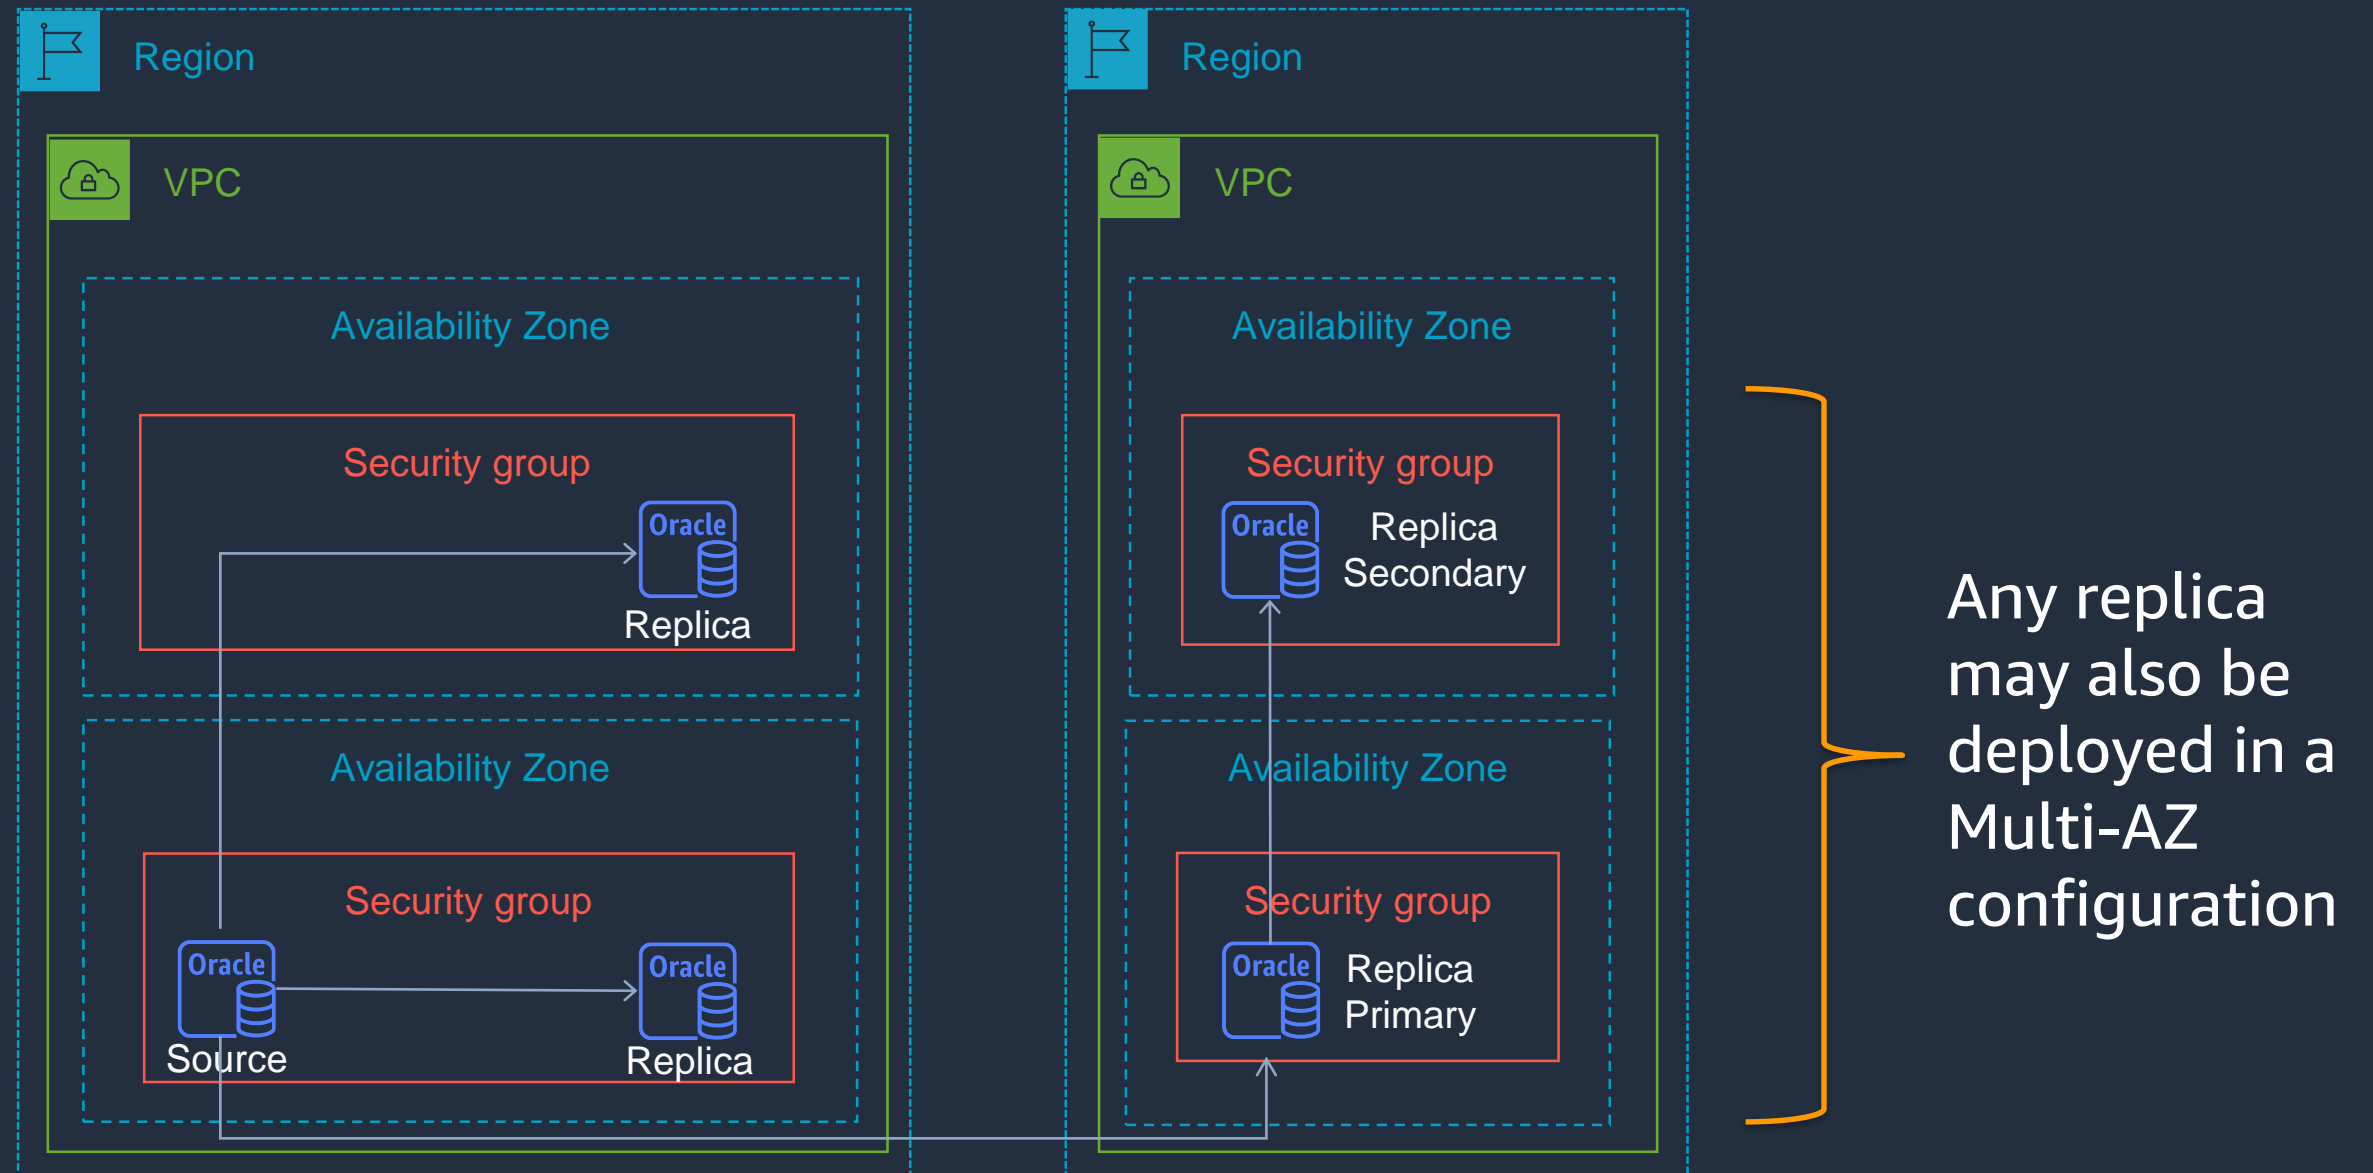 Region
VPC
Availability Zone
Security group
Oracle
Replica
Availability Zone
Security group
Oracle
Source
Oracle
Replica
Region
VPC
Availability Zone
Security group
Oracle
Replica
Secondary
Availability Zone
Security group
Oracle
Replica
Primary
Any replica
may also be
deployed in a
Multi-AZ
configuration